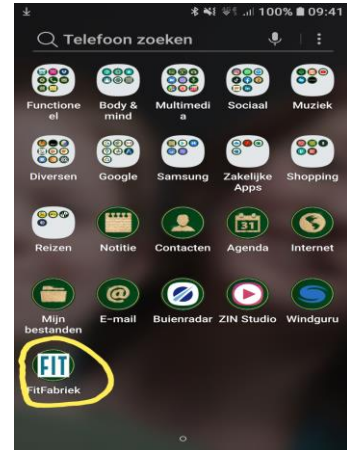 100% 09:41
Telefoon zoeken
Functione
el
Body &
mind
Multimedi
a
Sociaal
Muziek
Diversen
Google
Samsung
Zakelijke
Apps
Shopping
Reizen
Notitie
Contacten
31
Agenda
Internet
Mijn
bestanden
@
E-mail
Buienradar
ZIN Studio
Windguru
FIT
FitFabriek